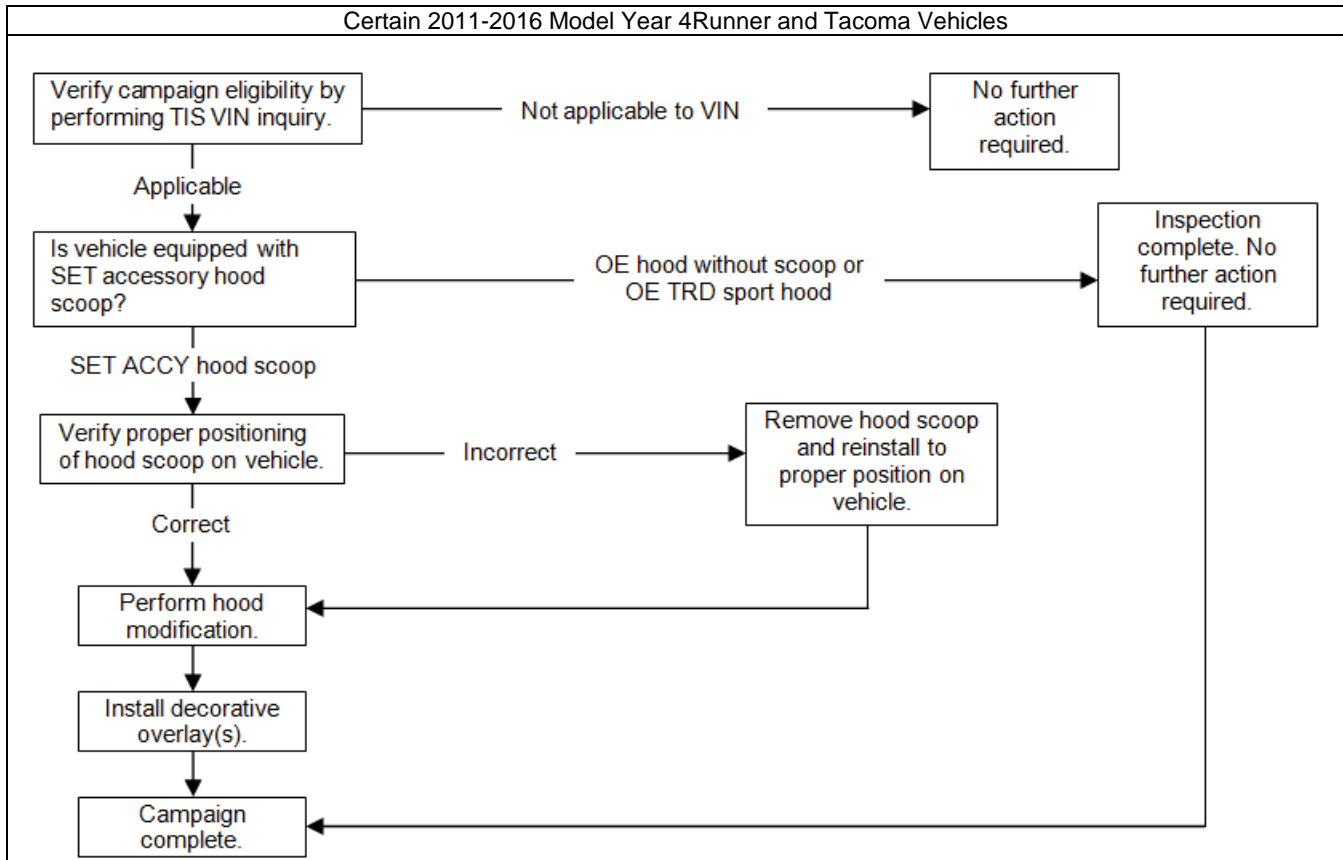 Certain 2011-2016 Model Year 4Runner and Tacoma Vehicles
Verify campaign eligibility by
performing TIS VIN inquiry.
Not applicable to VIN
No further
action
required.
Applicable
Is vehicle equipped with
SET accessory hood
scoop?
OE hood without scoop or
OE TRD sport hood
Inspection
complete. No
further action
required.
SET ACCY hood scoop
Verify proper positioning
of hood scoop on vehicle.
Incorrect
Remove hood scoop
and reinstall to
proper position on
vehicle.
Correct
Perform hood
modification.
Install decorative
overlay(s).
Campaign
complete.